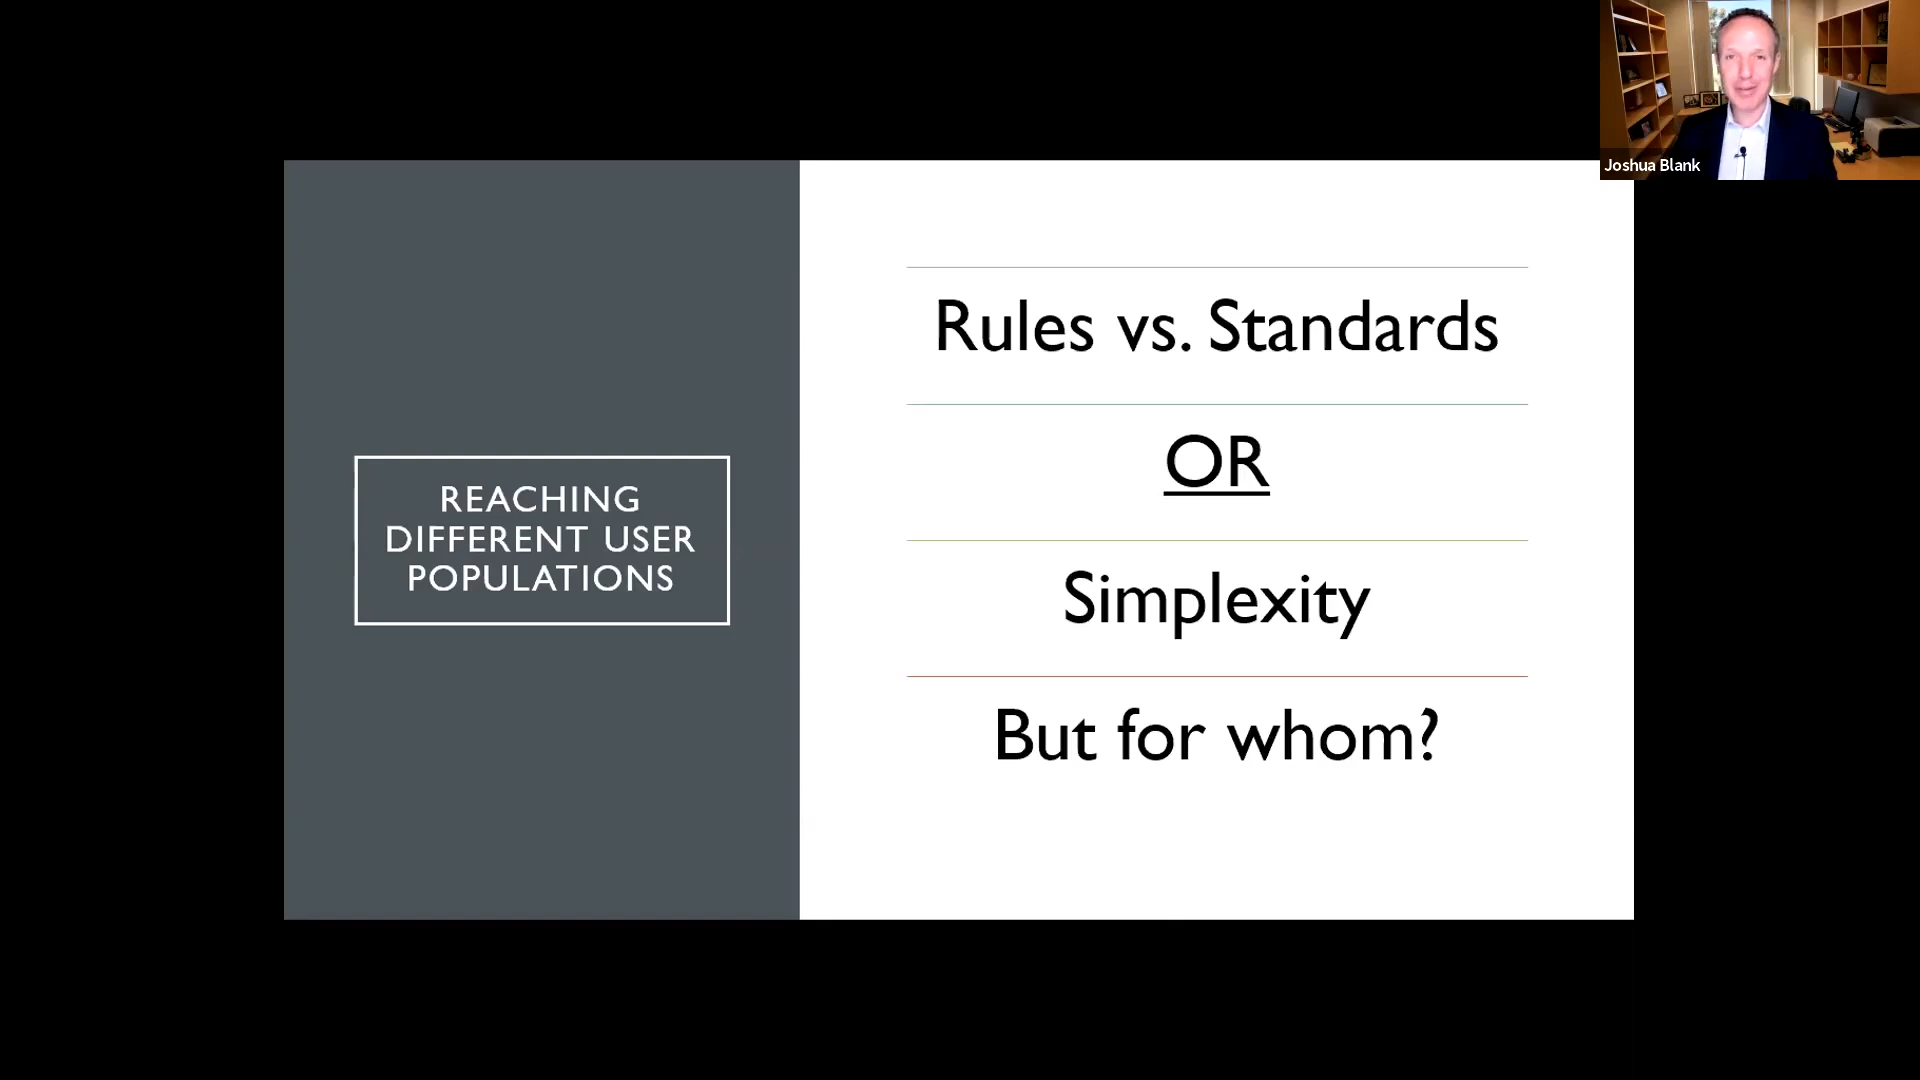 Joshua Blank
REACHING
DIFFERENT USER
POPULATIONS
Rules vs. Standards
OR
Simplexity
But for whom?